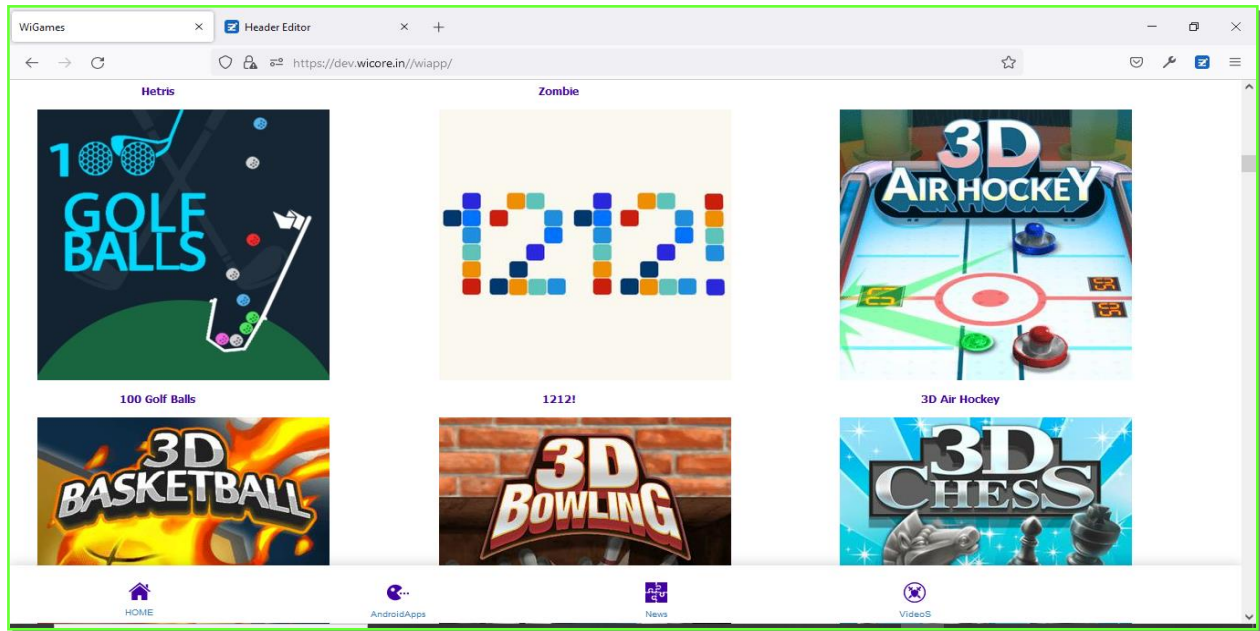 WiGames
Header Editor
https://dev.wicore.in//wiapp/
Hetris
Zombie
100
GOLF
BALLS
1212!
3D
AIR HOCKEY
100 Golf Balls
1212!
3D Air Hockey
3D
BASKETBALL
3D
BOWLING
3D
CHESS
HOME
AndroidApps
News
VideoS